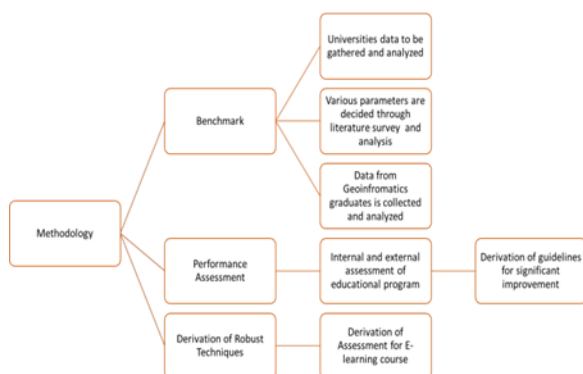 Universities data to be
gathered and analyzed
Benchmark
Various parameters are
decided through
literature survey and
analysis
Data from
Geoinfromatics
graduates is collected
and analyzed
Methodology
Performance
Assessment
Internal and external
assessment of
educational program
Derivation of guidelines
for significant
improvement
Derivation of Robust
Techniques
Derivation of
Assessment for E-
learning course